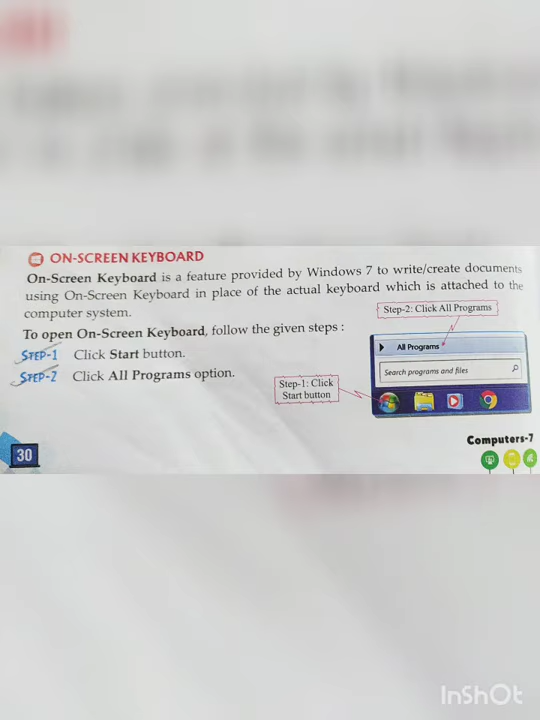 ON-SCREEN KEYBOARD
On-Screen Keyboard is a feature provided by Windows 7 to write/create documents
using On-Screen Keyboard in place of the actual keyboard which is attached to the
computer system.
Step-2: Click All Programs
To open On-Screen Keyboard, follow the given steps :
STEP-1 Click Start button.
All Programs
STEP-2 Click All Programs option.
Search programs and files
Step-1: Click
Start button
Computers-7
30
InShOt